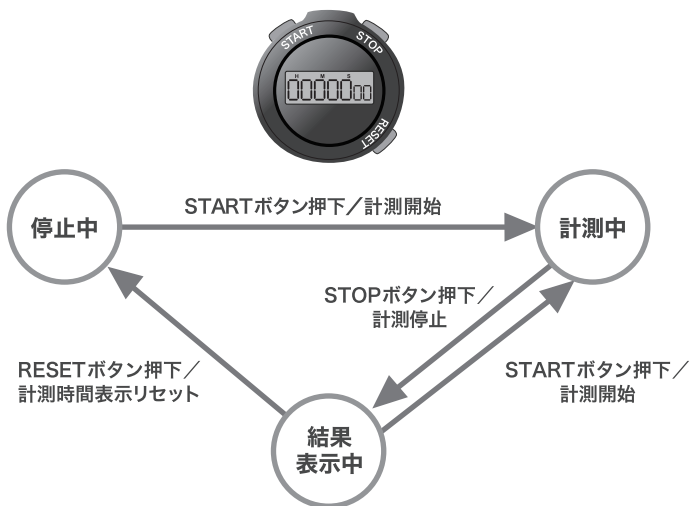 START
STOP
H M S
0000000
RESET
停止中
STARTボタン押下／計測開始
計測中
STOPボタン押下／
計測停止
RESETボタン押下／
計測時間表示リセット
STARTボタン押下／
計測開始
結果
表示中